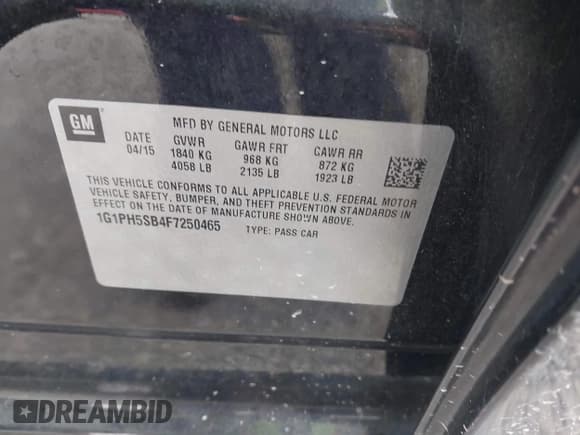 GM
MFD BY GENERAL MOTORS LLC
DATE GVWR GAWR FRT GAWR RR
04/15 1840 KG 968 KG 872 KG
4058 LB 2135 LB 1923 LB
THIS VEHICLE CONFORMS TO ALL APPLICABLE U.S. FEDERAL MOTOR
VEHICLE SAFETY, BUMPER, AND THEFT PREVENTION STANDARDS IN
EFFECT ON THE DATE OF MANUFACTURE SHOWN ABOVE.
1G1PH5SB4F7250465 TYPE: PASS CAR
DREAMBID